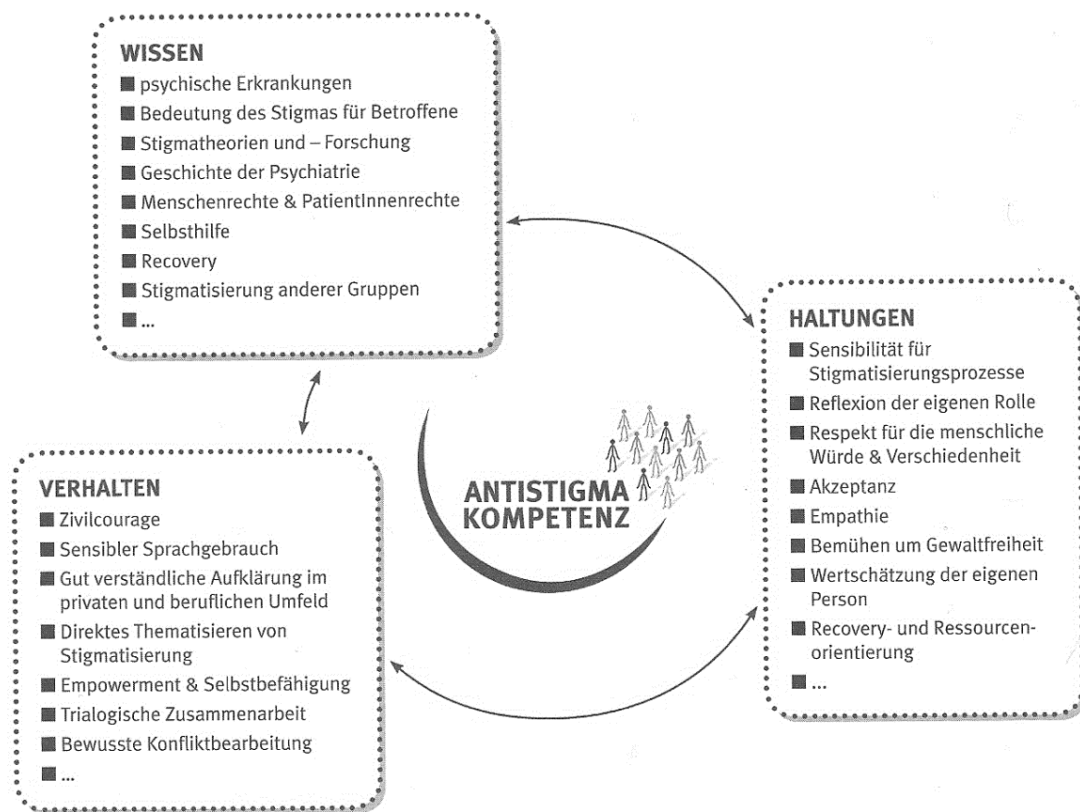 WISSEN
■ psychische Erkrankungen
■ Bedeutung des Stigmas für Betroffene
■ Stigmatheorien und – Forschung
■ Geschichte der Psychiatrie
■ Menschenrechte & PatientInnenrechte
■ Selbsthilfe
■ Recovery
■ Stigmatisierung anderer Gruppen
■ ...
HALTUNGEN
■ Sensibilität für
Stigmatisierungsprozesse
■ Reflexion der eigenen Rolle
■ Respekt für die menschliche
Würde & Verschiedenheit
■ Akzeptanz
■ Empathie
■ Bemühen um Gewaltfreiheit
■ Wertschätzung der eigenen
Person
■ Recovery- und Ressourcen-
orientierung
■ ...
ANTISTIGMA
KOMPETENZ
VERHALTEN
■ Zivilcourage
■ Sensibler Sprachgebrauch
■ Gut verständliche Aufklärung im
privaten und beruflichen Umfeld
■ Direktes Thematisieren von
Stigmatisierung
■ Empowerment & Selbstbefähigung
■ Trialogische Zusammenarbeit
■ Bewusste Konfliktbearbeitung
■ ...